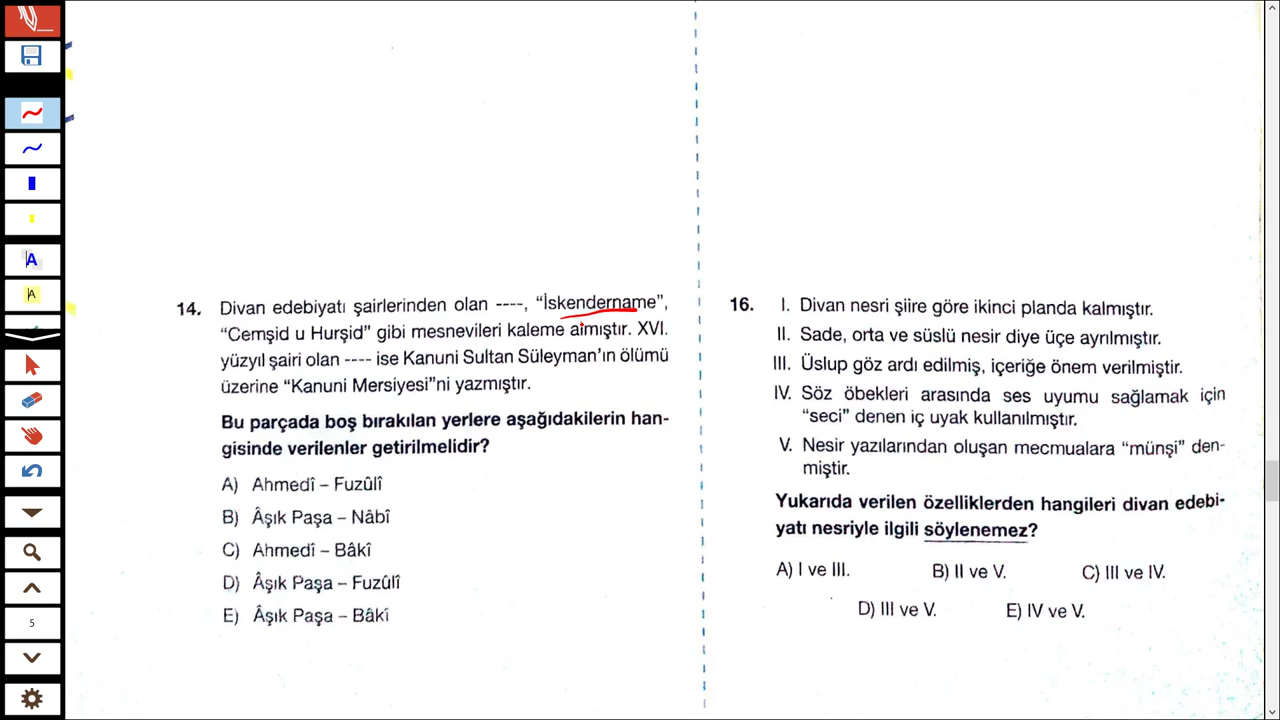 14. Divan edebiyatı şairlerinden olan ----, “İskendername”,
“Cemşid u Hurşid” gibi mesnevileri kaleme almıştır. XVI.
yüzyıl şairi olan ---- ise Kanuni Sultan Süleyman’ın ölümü
üzerine “Kanuni Mersiyesi”ni yazmıştır.
Bu parçada boş bırakılan yerlere aşağıdakilerin han-
gisinde verilenler getirilmelidir?
A) Ahmedî – Fuzûlî
B) Âşık Paşa – Nâbî
C) Ahmedî – Bâkî
D) Âşık Paşa – Fuzûlî
E) Âşık Paşa – Bâkî
16. I. Divan nesri şiire göre ikinci planda kalmıştır.
II. Sade, orta ve süslü nesir diye üçe ayrılmıştır.
III. Üslup göz ardı edilmiş, içeriğe önem verilmiştir.
IV. Söz öbekleri arasında ses uyumu sağlamak için
“seci” denen iç uyak kullanılmıştır.
V. Nesir yazılarından oluşan mecmualara “münşi” den-
miştir.
Yukarıda verilen özelliklerden hangileri divan edebi-
yatı nesriyle ilgili söylenemez?
A) I ve III. B) II ve V. C) III ve IV.
D) III ve V. E) IV ve V.
A
A
5